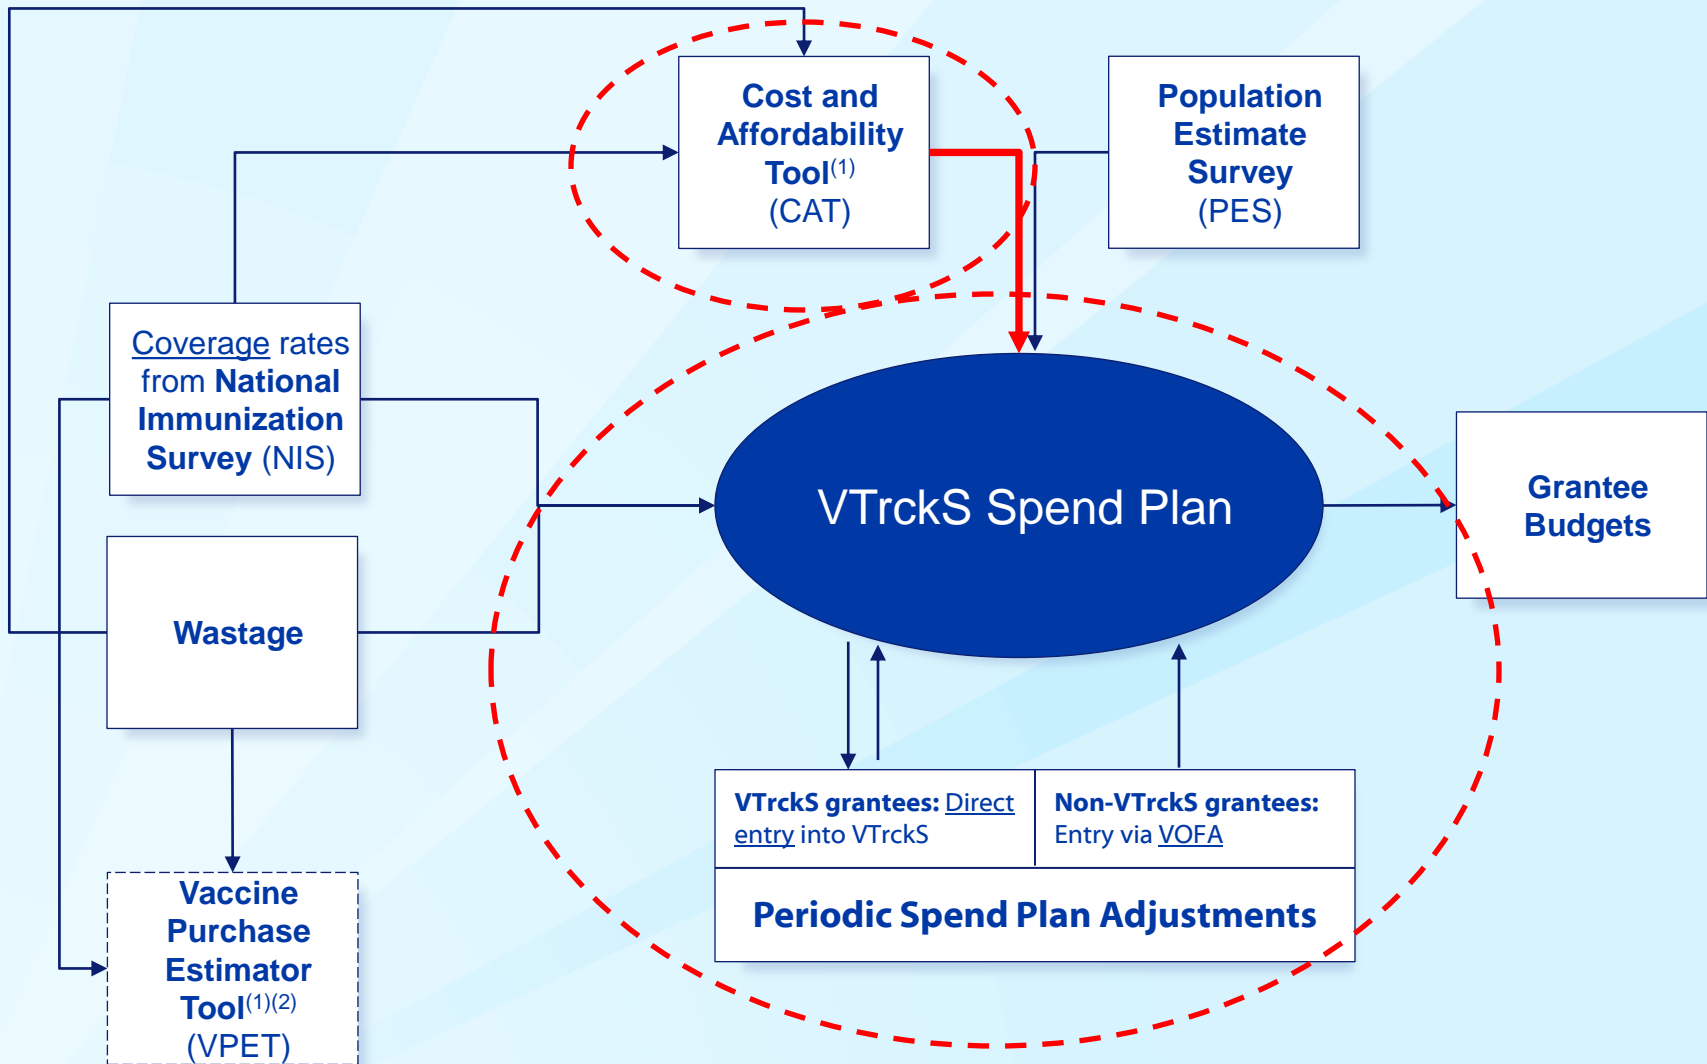 Cost and
Affordability
Tool(1)
(CAT)
Population
Estimate
Survey
(PES)
Coverage rates
from National
Immunization
Survey (NIS)
VTrckS Spend Plan
Grantee
Budgets
Wastage
VTrckS grantees: Direct
entry into VTrckS
Non-VTrckS grantees:
Entry via VOFA
Periodic Spend Plan Adjustments
Vaccine
Purchase
Estimator
Tool(1)(2)
(VPET)